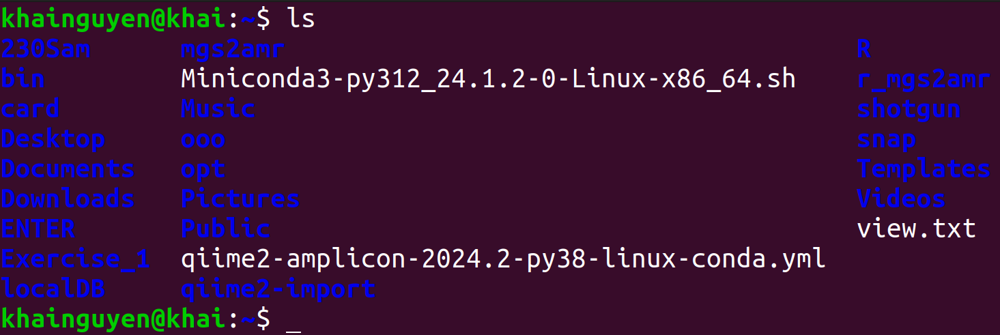 khainguyen@khai:~$ ls
230Sam mgs2amr R
bin Miniconda3-py312_24.1.2-0-Linux-x86_64.sh r_mgs2amr
card Music shotgun
Desktop ooo snap
Documents opt Templates
Downloads Pictures Videos
ENTER Public view.txt
Exercise_1 qiime2-amplicon-2024.2-py38-linux-conda.yml
localDB qiime2-import
khainguyen@khai:~$ _